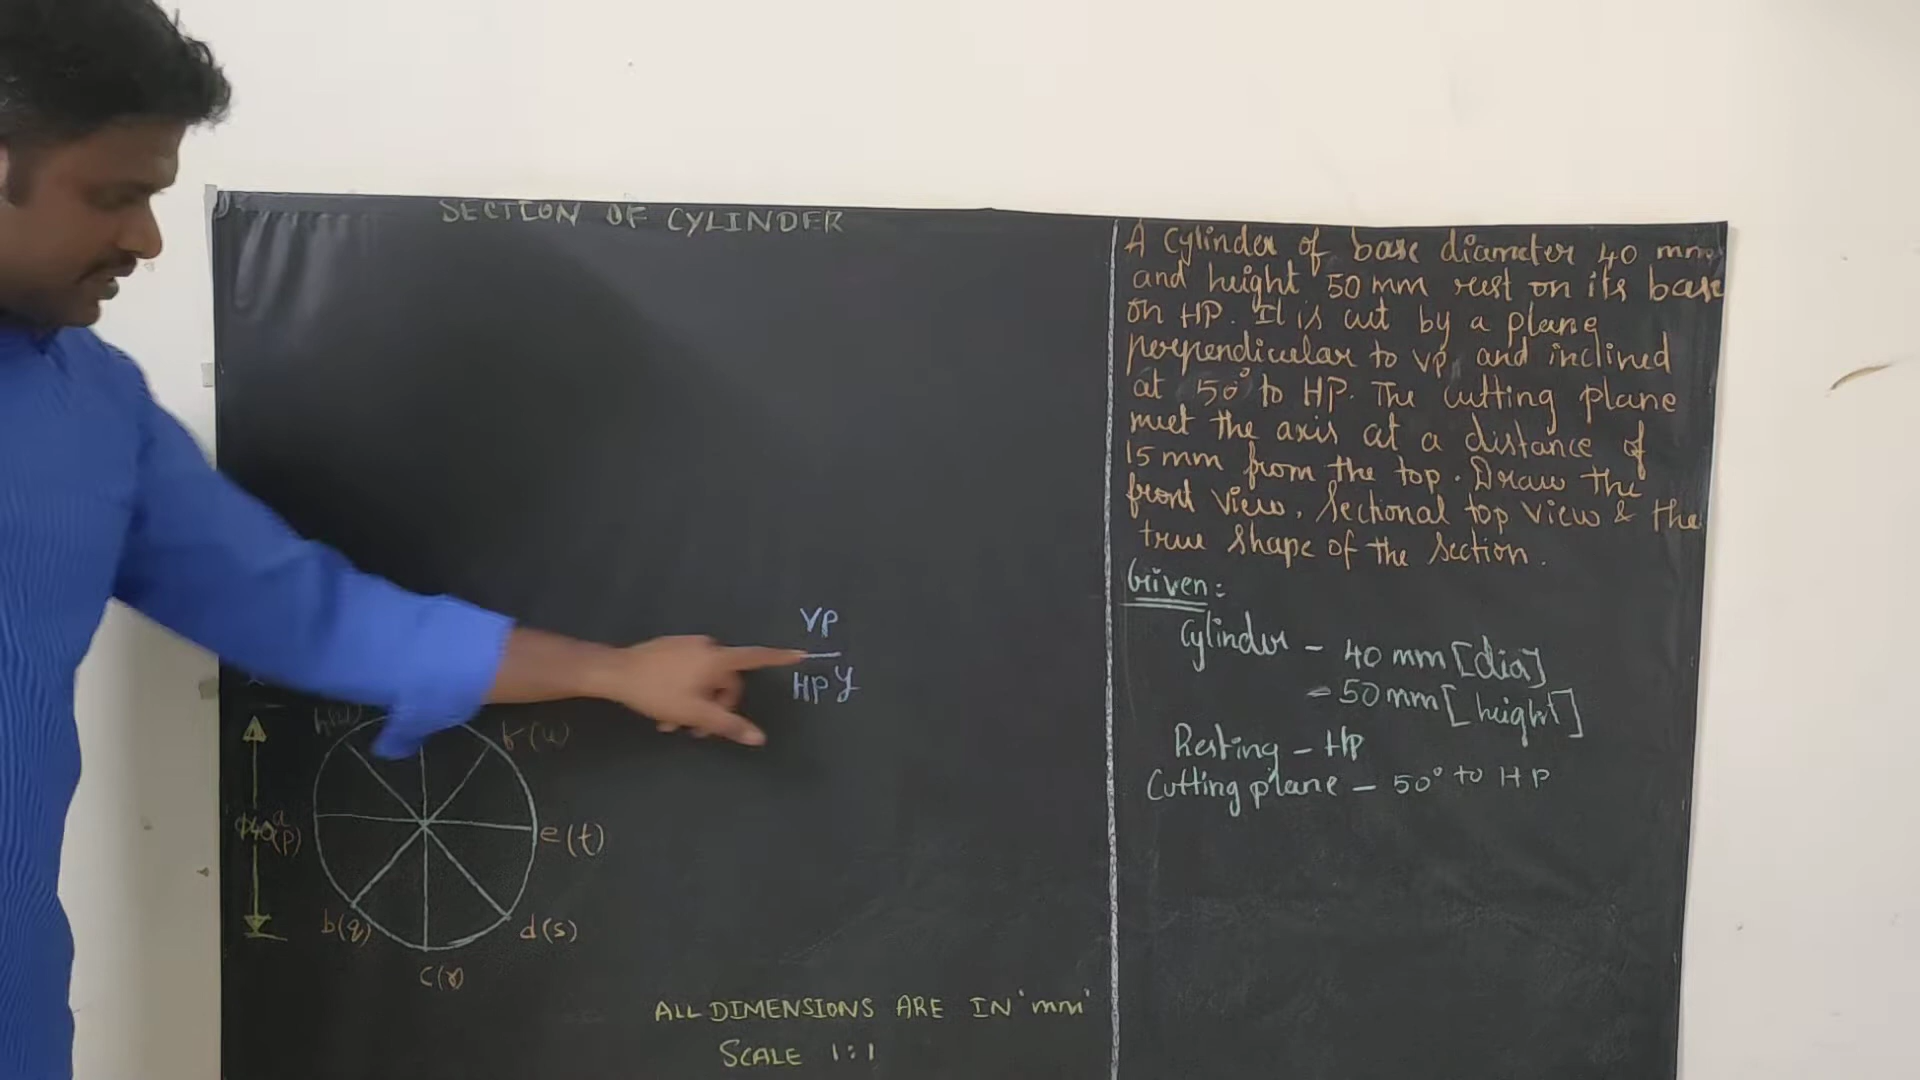 SECTION OF CYLINDER
A Cylinder of base diameter 40 mm
and height 50 mm rest on its base
on HP. It is cut by a plane
perpendicular to VP and inclined
at 50° to HP. The Cutting plane
meet the axis at a distance of
15 mm from the top. Draw the
front view, Sectional top view & the
true shape of the section.
Given:
Cylinder - 40 mm [dia]
- 50 mm [height]
Resting - HP
Cutting plane - 50° to HP
VP
HP y
f(u)
a
ϕ40 (p)
e(t)
b(q)
d(s)
c(r)
ALL DIMENSIONS ARE IN 'mm'
SCALE 1:1